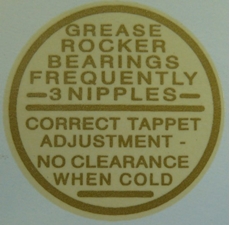 GREASE
ROCKER
BEARINGS
FREQUENTLY
-3 NIPPLES-
CORRECT TAPPET
ADJUSTMENT -
NO CLEARANCE
WHEN COLD